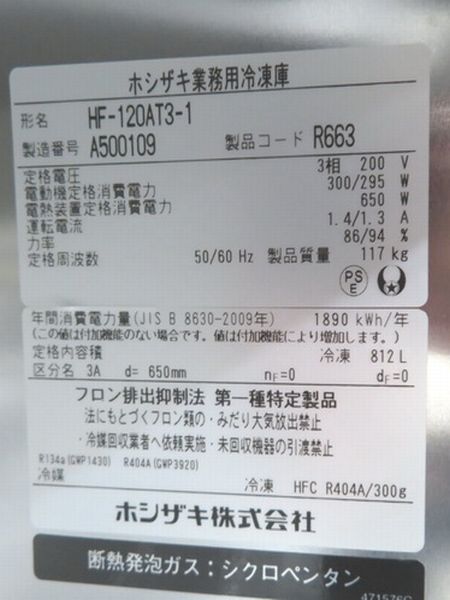 ホシザキ業務用冷凍庫
形名 HF-120AT3-1
製造番号 A500109 製品コード R663
定格電圧 3相 200 V
電動機定格消費電力 300/295 W
電熱装置定格消費電力 650 W
運転電流 1.4/1.3 A
力率 86/94 %
定格周波数 50/60 Hz 製品質量 117 kg
PS
E
年間消費電力量(JIS B 8630-2009年) 1890 kWh/年
(この値は付加機能のない場合です。値は付加機能により増加します。)
定格内容積 冷凍 812 L
区分名 3A d= 650mm nF=0 dA=0
フロン排出抑制法 第一種特定製品
法にもとづくフロン類の・みだり大気放出禁止
・冷媒回収業者へ依頼実施・未回収機器の引渡禁止
R134a(GWP1430) R404A(GWP3920)
冷媒 冷凍 HFC R404A/300g
ホシザキ株式会社
断熱発泡ガス：シクロペンタン
471576C